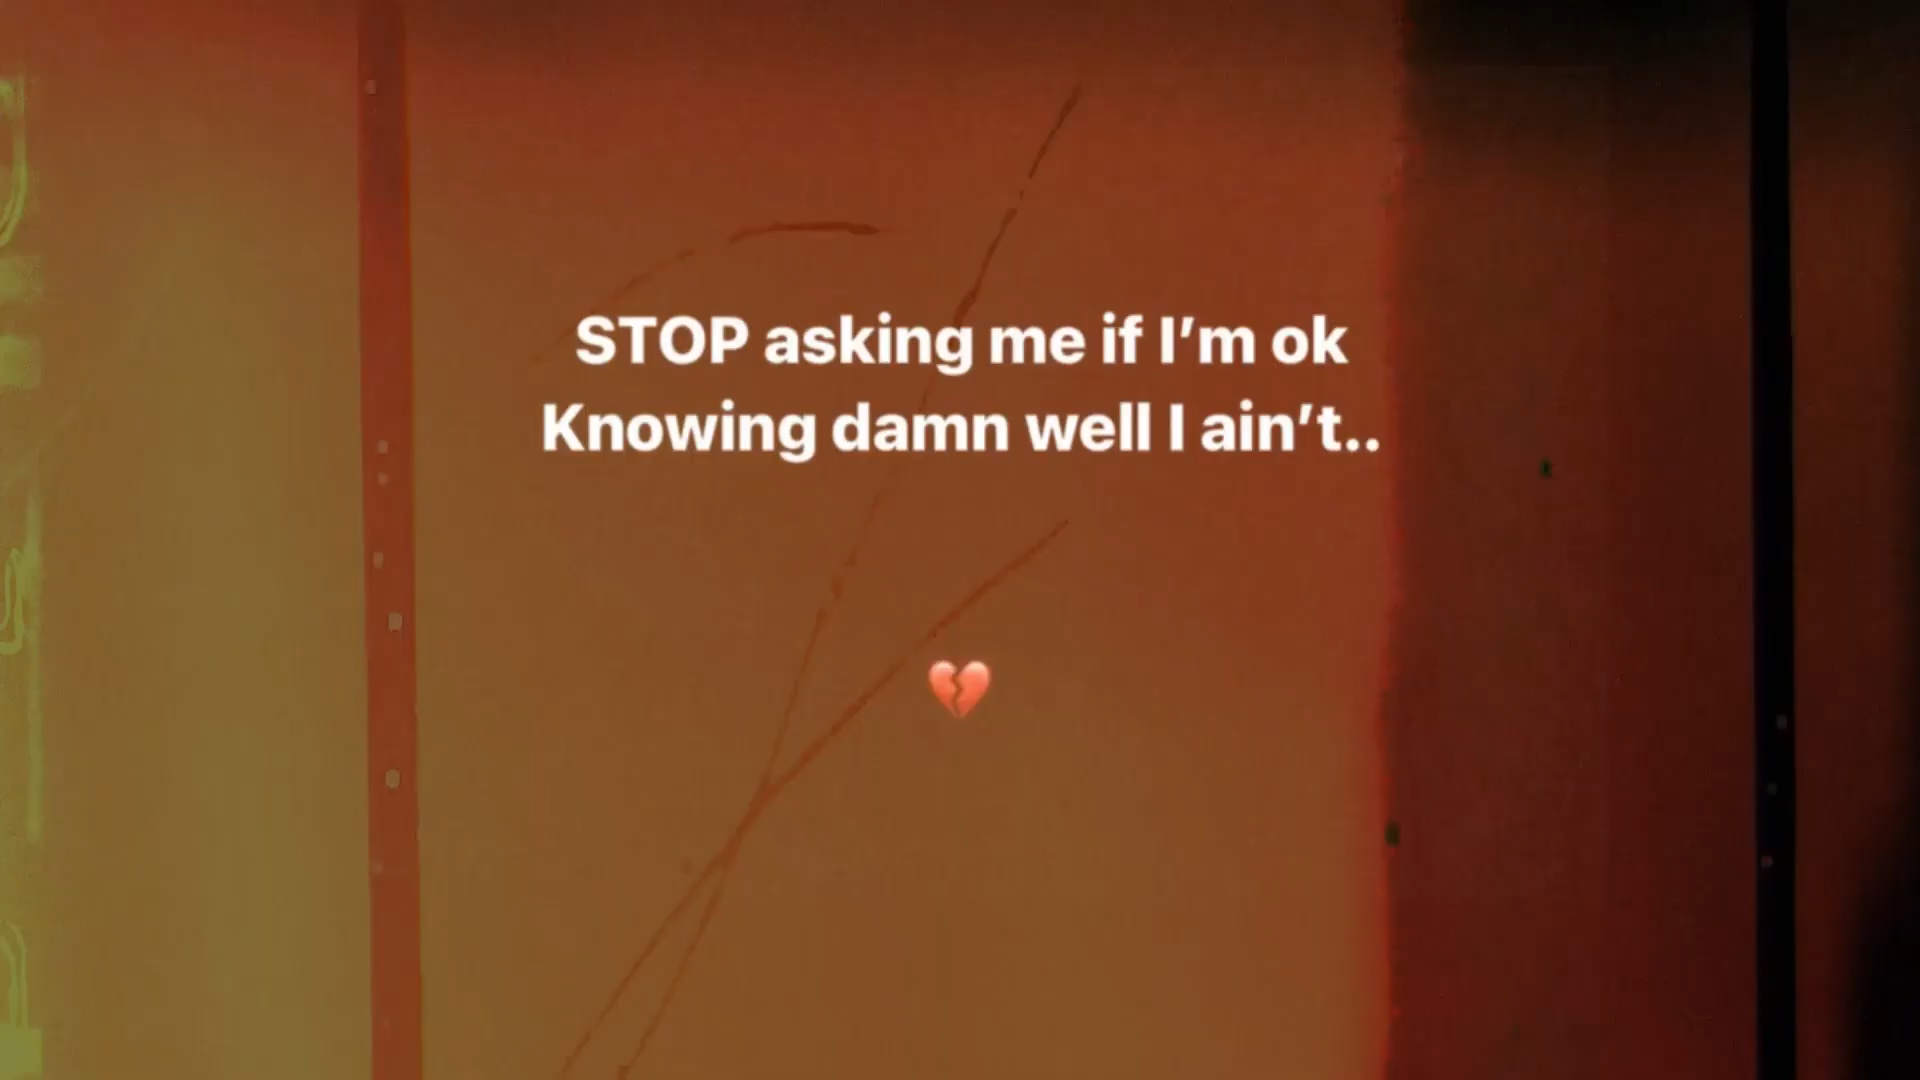 STOP asking me if I’m ok
Knowing damn well I ain’t..
💔